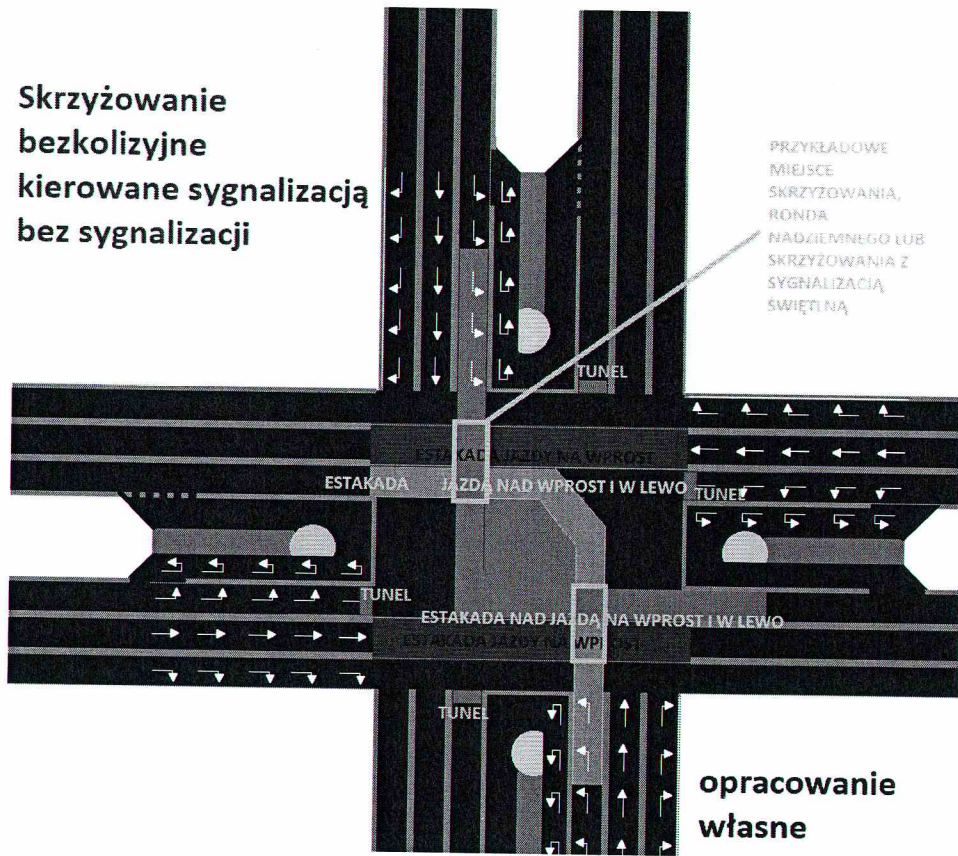 Skrzyżowanie
bezkolizyjne
kierowane sygnalizacją
bez sygnalizacji
PRZYKŁADOWE
MIEJSCE
SKRZYŻOWANIA,
RONDA
NADZIEMNEGO LUB
SKRZYŻOWANIA Z
SYGNALIZACJĄ
ŚWIĘTLNĄ
TUNEL
ESTAKADA JAZDY NA WPROST
ESTAKADA JAZDĄ NAD WPROST I W LEWO
TUNEL
TUNEL
ESTAKADA NAD JAZDĄ NA WPROST I W LEWO
ESTAKADA JAZDY NA WPROST
TUNEL
opracowanie
własne